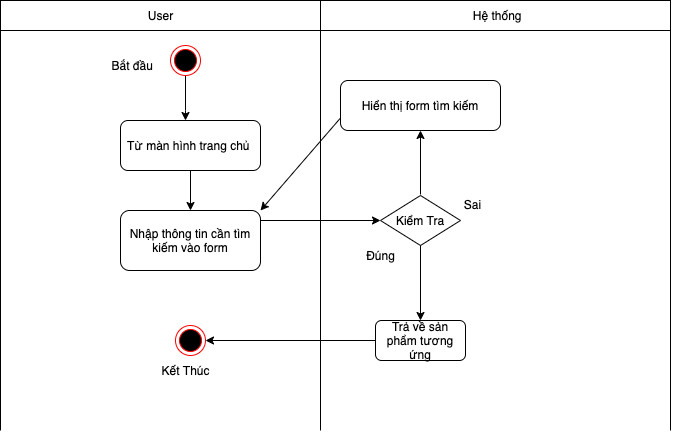 User
Hệ thống
Bắt đầu
Hiển thị form tìm kiếm
Từ màn hình trang chủ
Nhập thông tin cần tìm
kiếm vào form
Kiểm Tra
Sai
Đúng
Trả về sản
phẩm tương
ứng
Kết Thúc